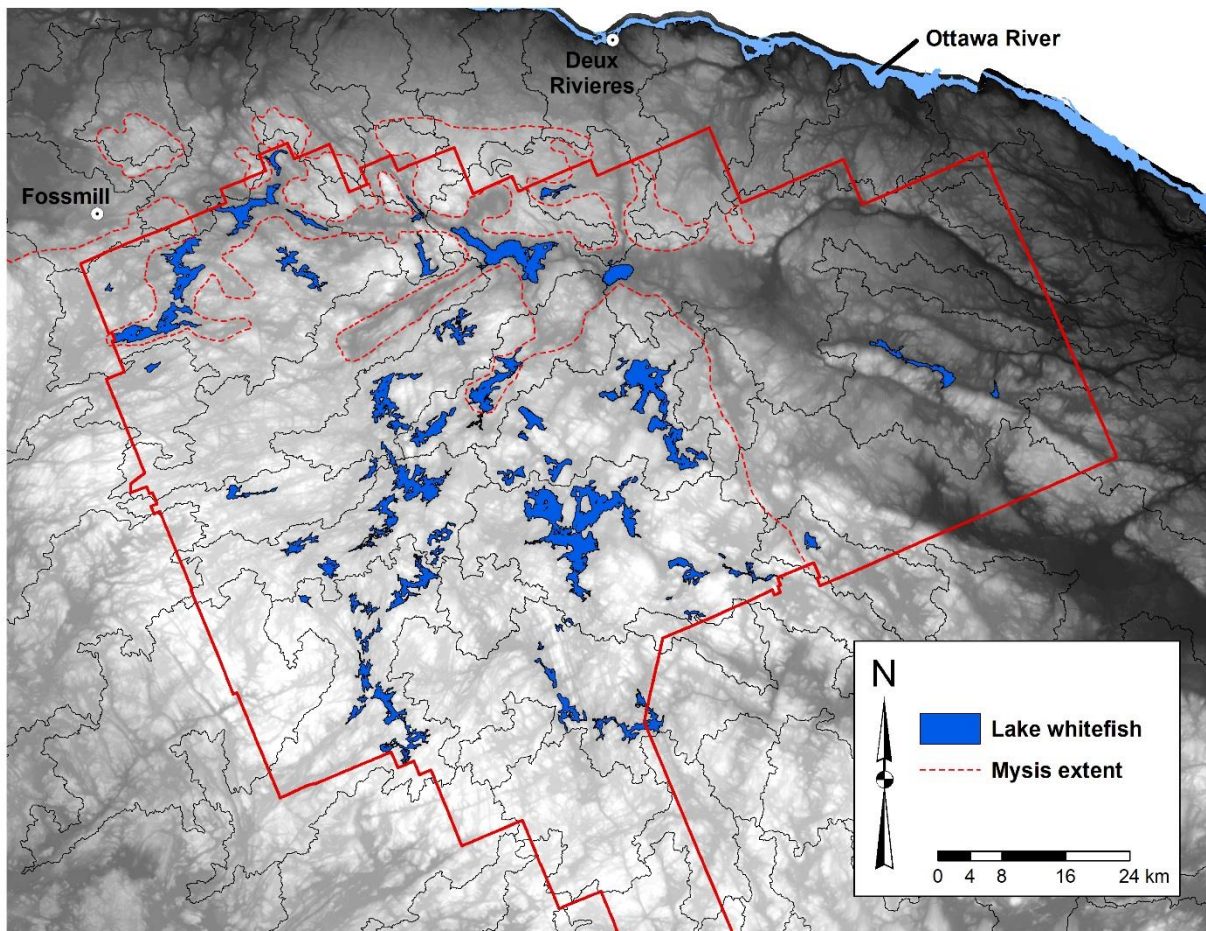 Ottawa River
Deux
Rivieres
Fossmill
N
Lake whitefish
Mysis extent
0 4 8 16 24 km